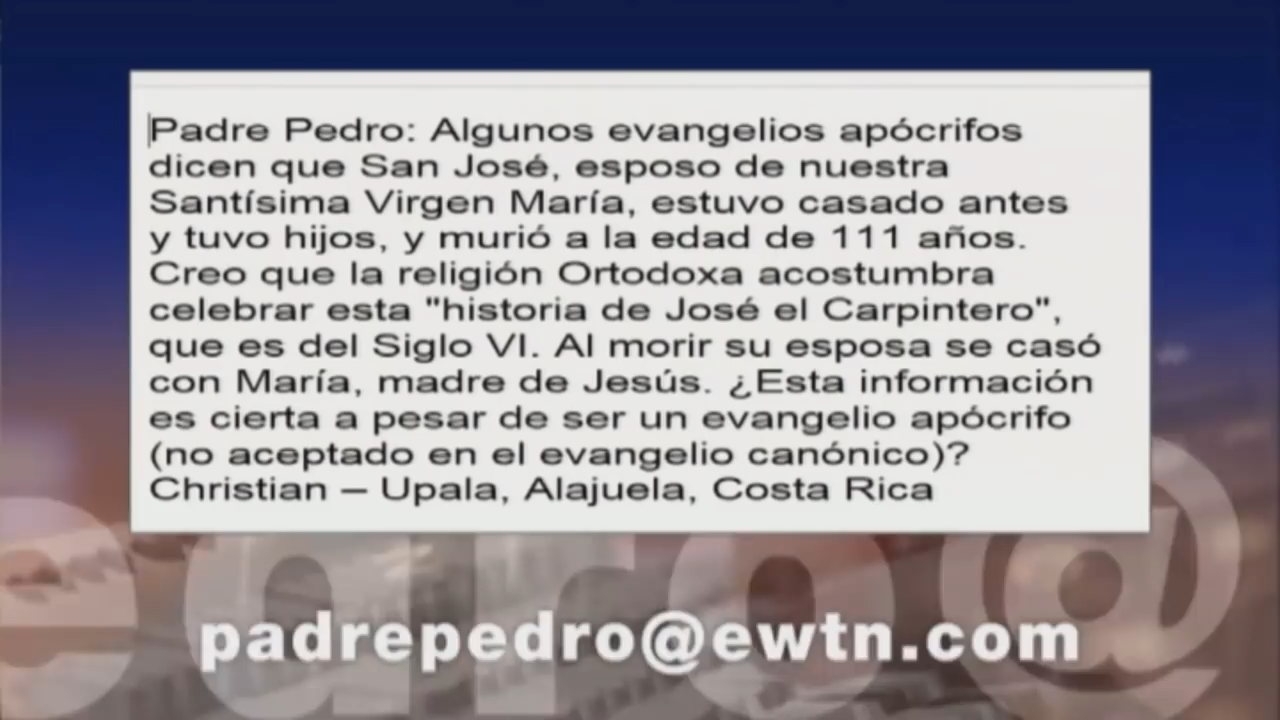 Padre Pedro: Algunos evangelios apócrifos
dicen que San José, esposo de nuestra
Santísima Virgen María, estuvo casado antes
y tuvo hijos, y murió a la edad de 111 años.
Creo que la religión Ortodoxa acostumbra
celebrar esta "historia de José el Carpintero",
que es del Siglo VI. Al morir su esposa se casó
con María, madre de Jesús. ¿Esta información
es cierta a pesar de ser un evangelio apócrifo
(no aceptado en el evangelio canónico)?
Christian – Upala, Alajuela, Costa Rica
edro@
padrepedro@ewtn.com